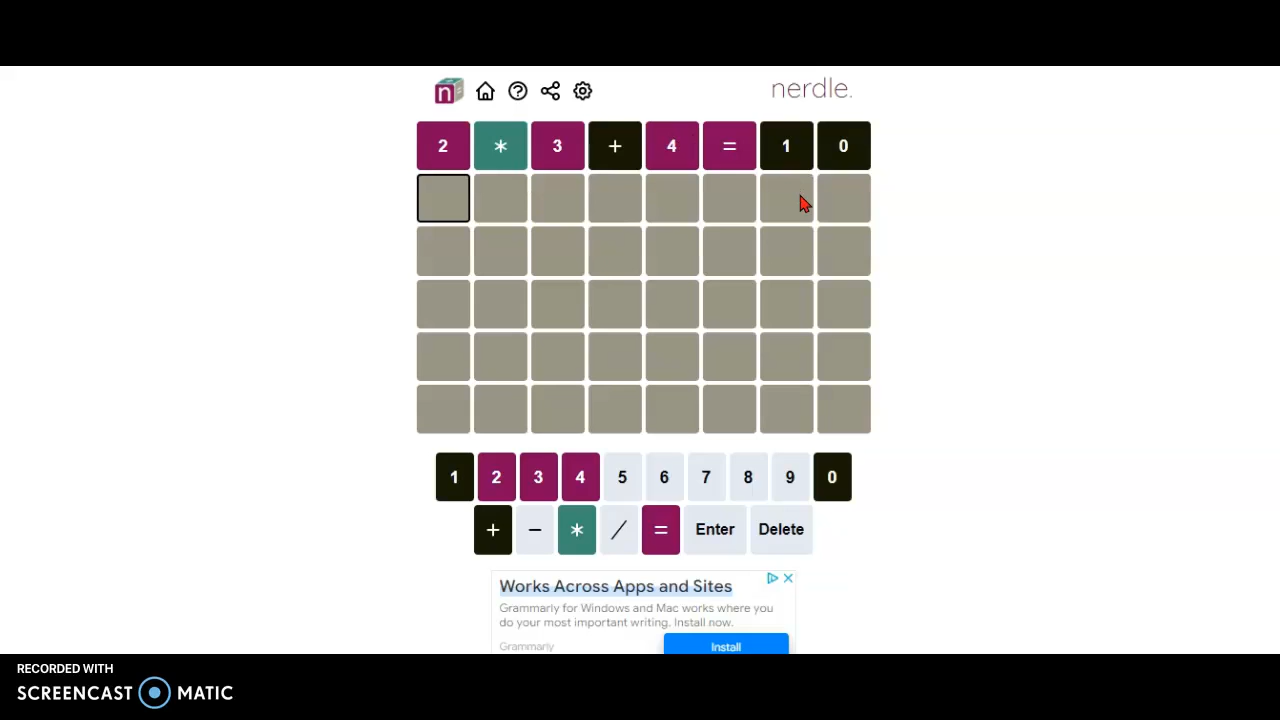 n nerdle.
2 * 3 + 4 = 1 0
1 2 3 4 5 6 7 8 9 0
+ - * / = Enter Delete
Works Across Apps and Sites
Grammarly for Windows and Mac works where you
do your most important writing. Install now.
Grammarly Install
RECORDED WITH
SCREENCAST MATIC